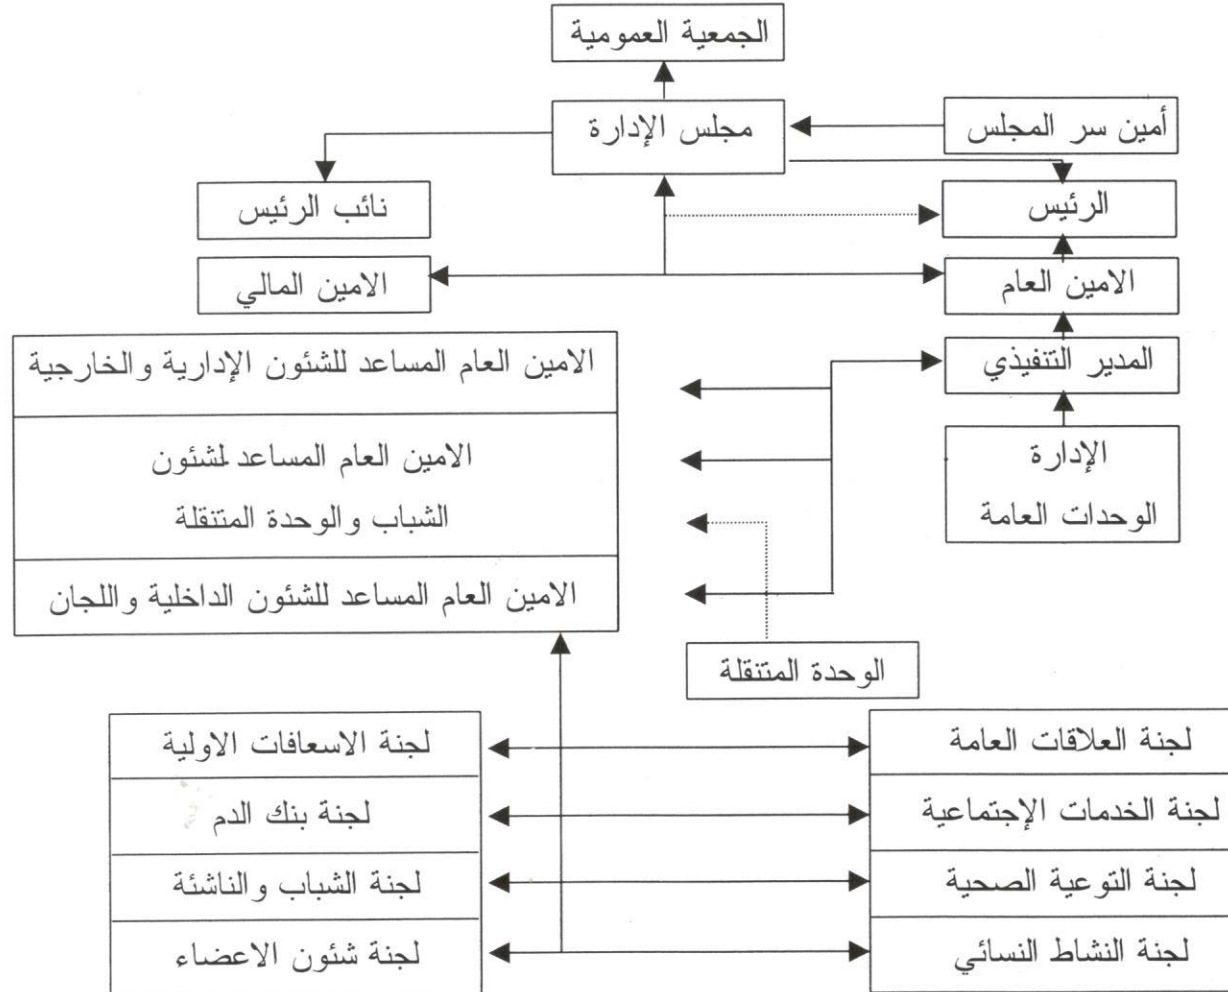 الجمعية العمومية
أمين سر المجلس
مجلس الإدارة
الرئيس
نائب الرئيس
الامين العام
الامين المالي
المدير التنفيذي
الامين العام المساعد للشئون الإدارية والخارجية
الإدارة
الوحدات العامة
الامين العام المساعد لشئون
الشباب والوحدة المتنقلة
الامين العام المساعد للشئون الداخلية واللجان
الوحدة المتنقلة
لجنة العلاقات العامة
لجنة الاسعافات الاولية
لجنة الخدمات الإجتماعية
لجنة بنك الدم
لجنة التوعية الصحية
لجنة الشباب والناشئة
لجنة النشاط النسائي
لجنة شئون الاعضاء